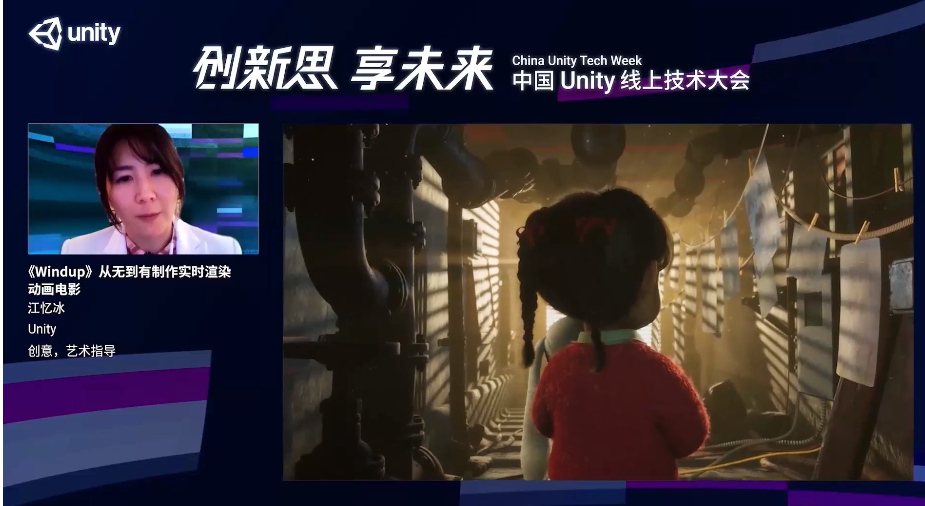 unity
创新思 享未来
China Unity Tech Week
中国 Unity 线上技术大会
《Windup》从无到有制作实时渲染
动画电影
江忆冰
Unity
创意，艺术指导